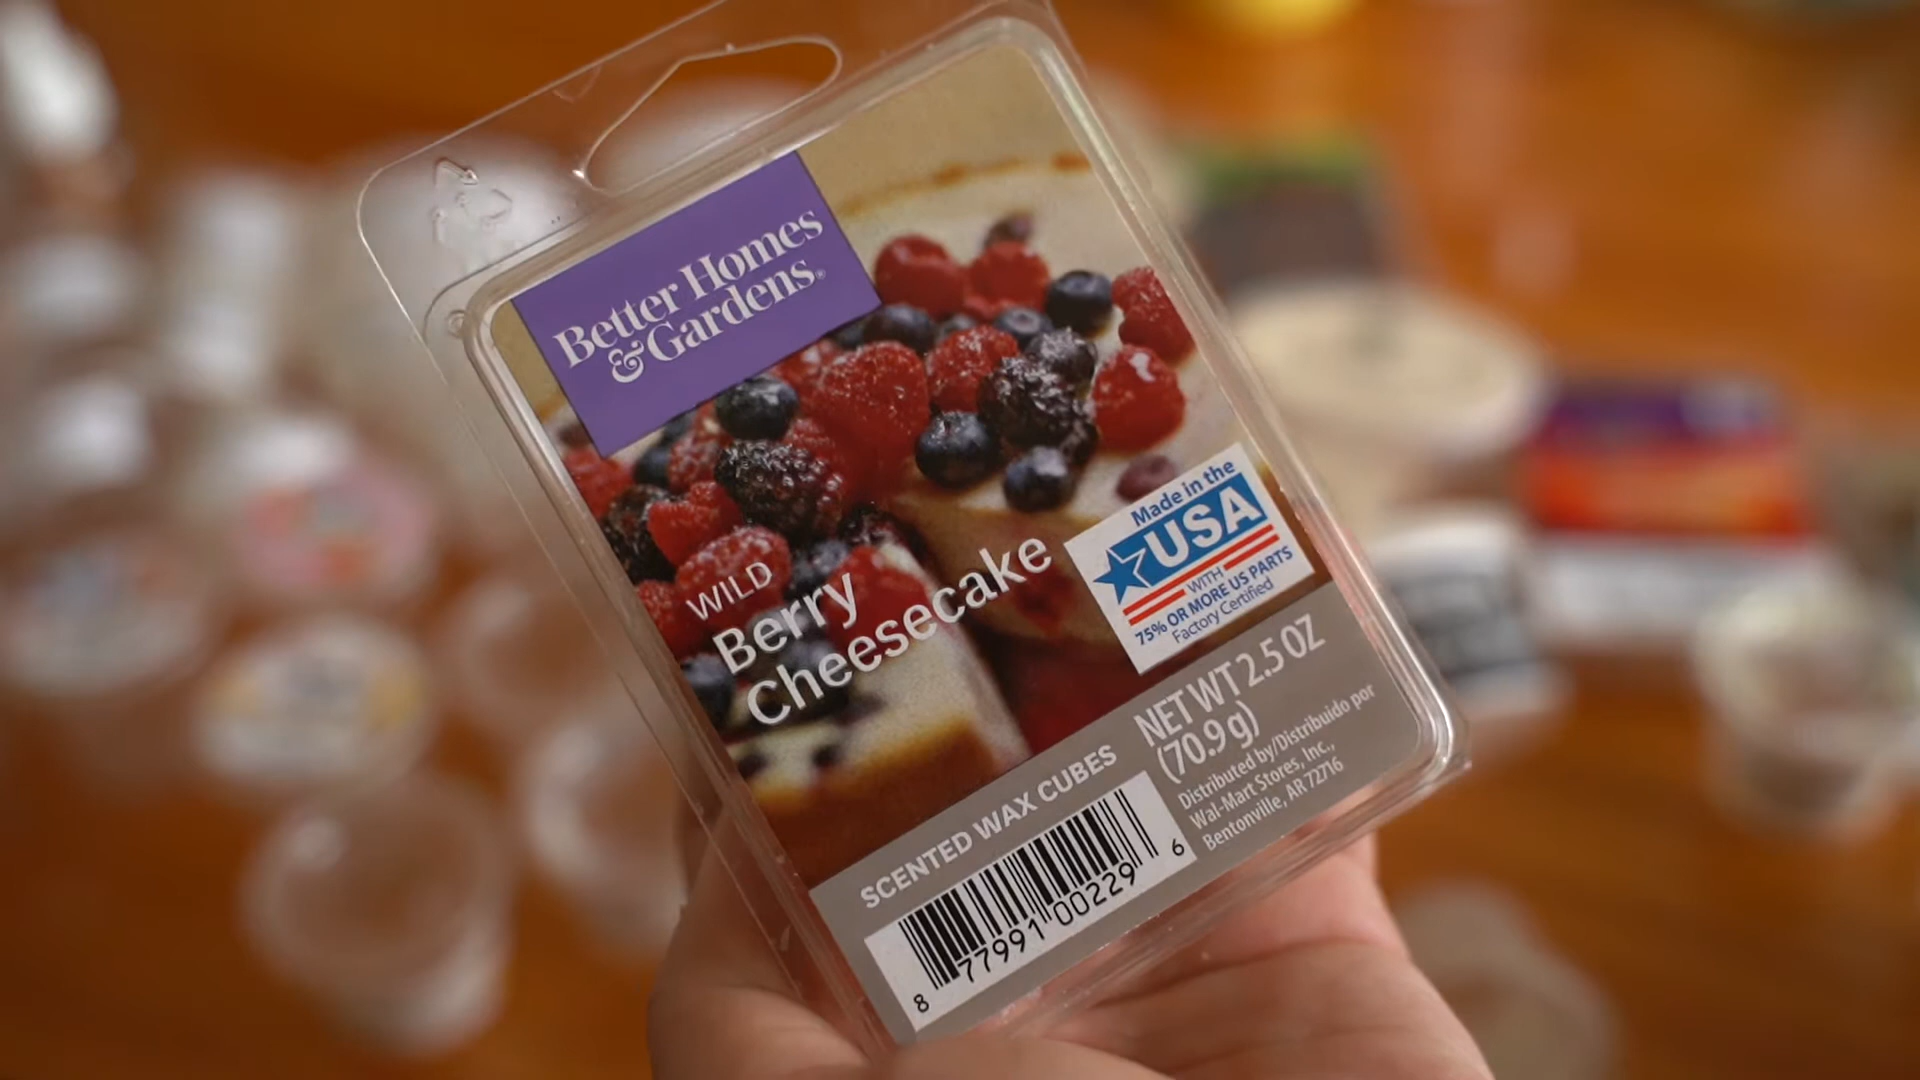 Better Homes
& Gardens®
WILD
Berry
Cheesecake
Made in the
USA
WITH
75% OR MORE US PARTS
Factory Certified
SCENTED WAX CUBES
NET WT 2.5 OZ
(70.9 g)
Distributed by/Distribuido por
Wal-Mart Stores, Inc.,
Bentonville, AR 72716
8 77991 00229 6